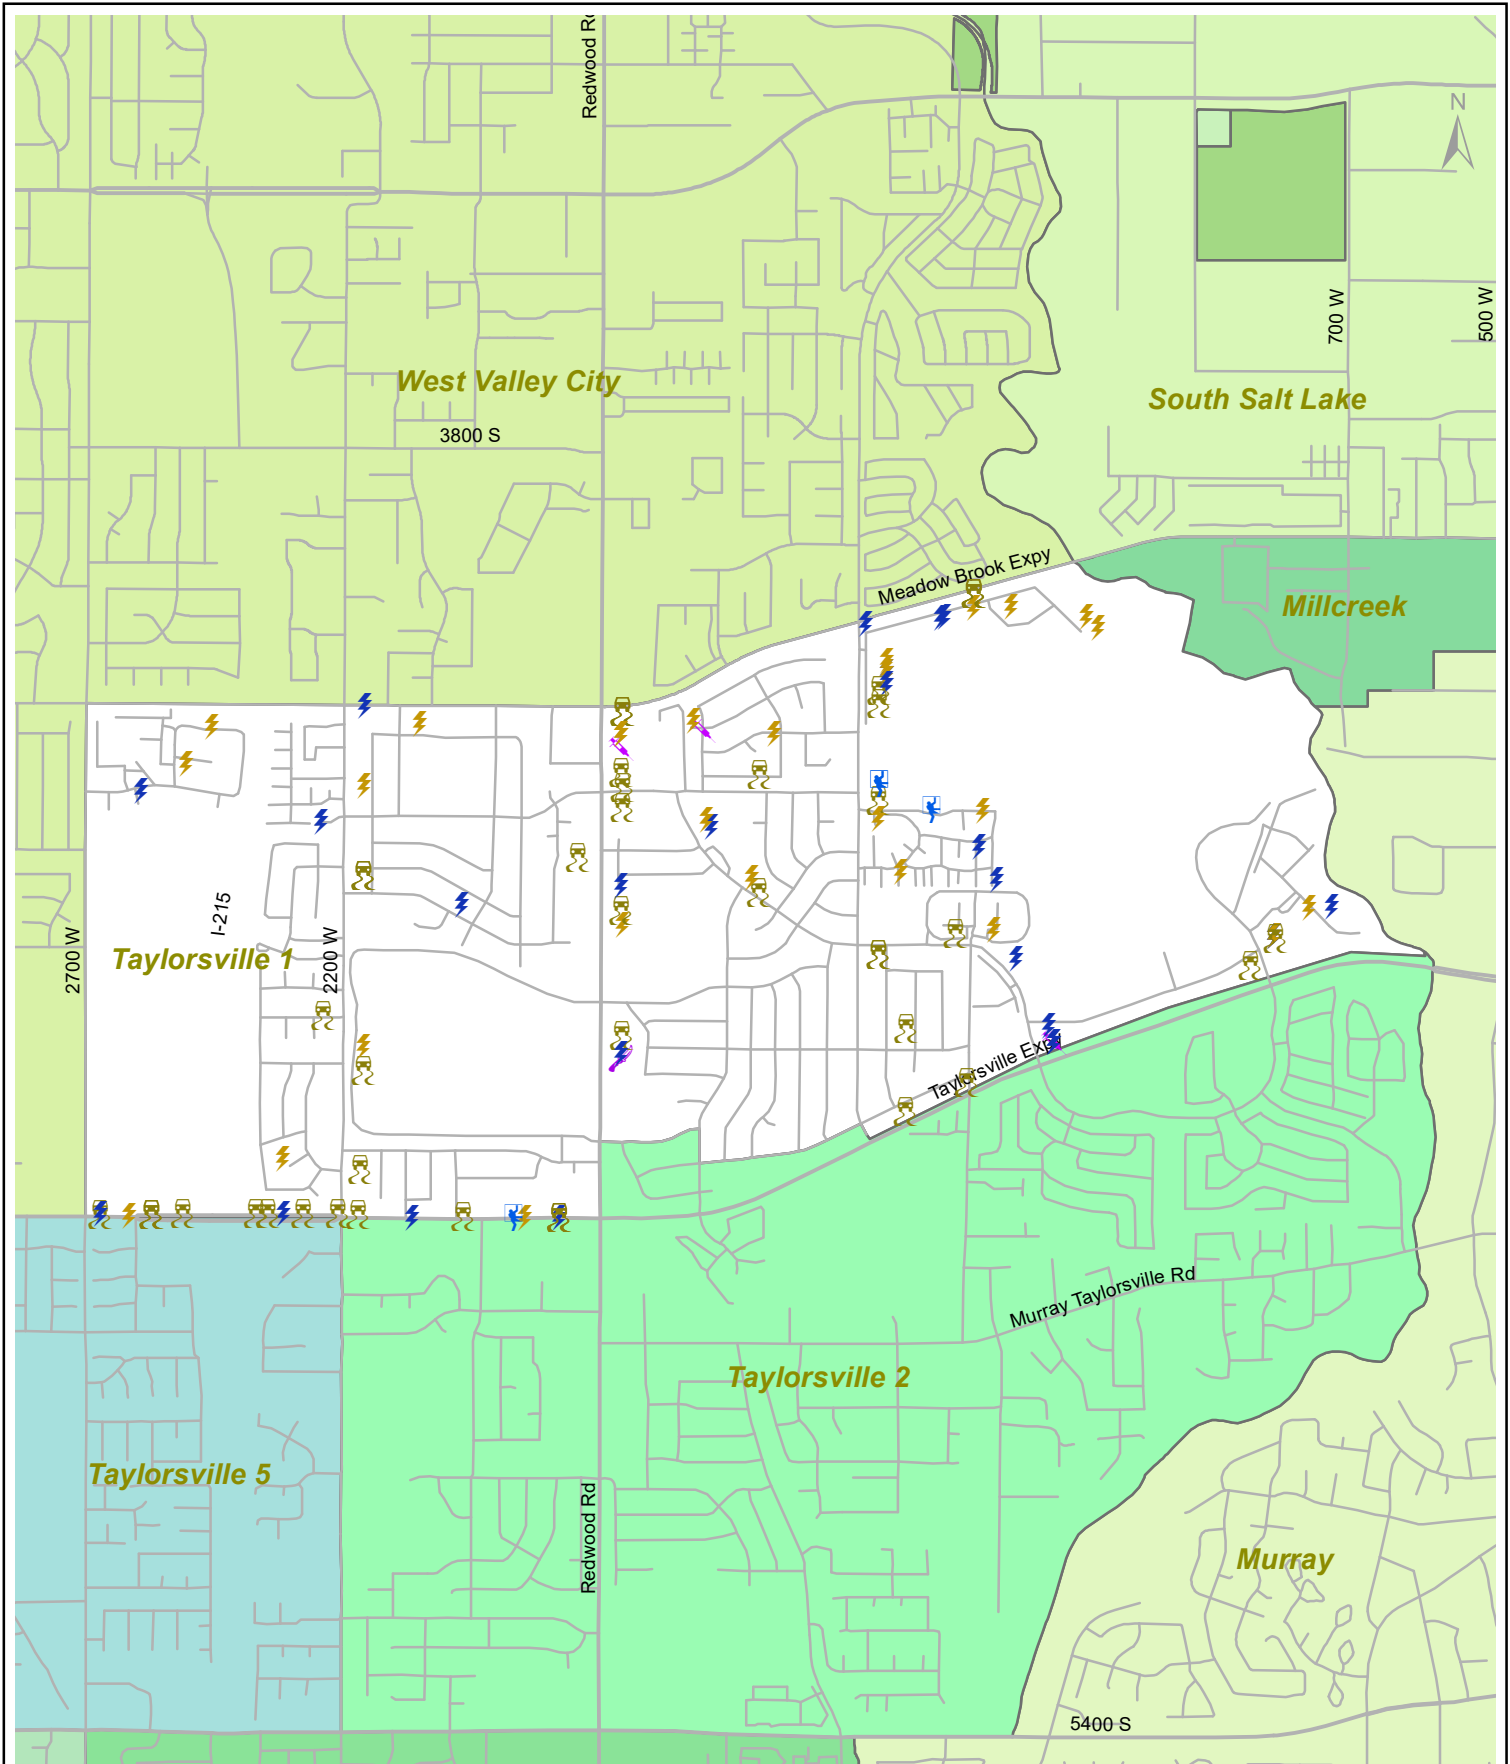 Redwood Rd
N
700 W
500 W
West Valley City
South Salt Lake
3800 S
Meadow Brook Expy
Millcreek
I-215
2700 W
Taylorsville 1
2200 W
Taylorsville Expy
Murray Taylorsville Rd
Taylorsville 2
Taylorsville 5
Redwood Rd
Murray
5400 S